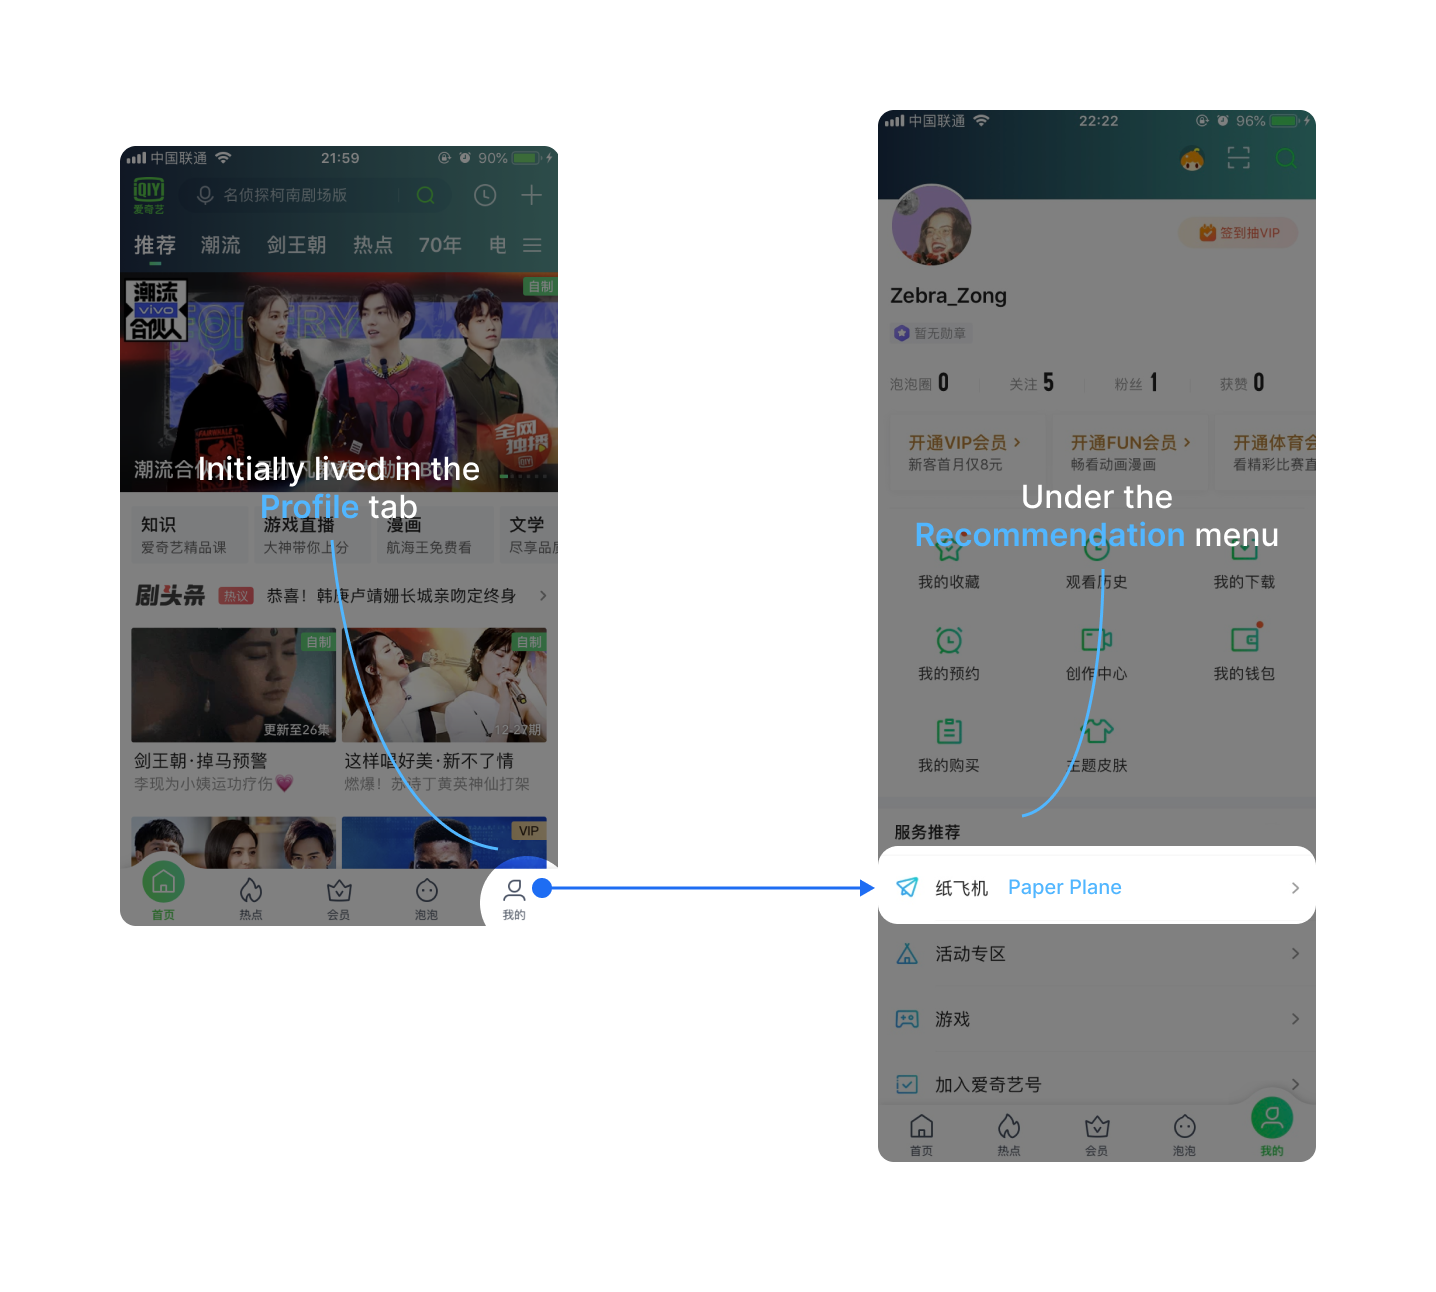 中国联通
21:59
90%
iQIY
爱奇艺
名侦探柯南剧场版
推荐
潮流
剑王朝
热点
70年
电
潮流
vivo
合伙人
自制
全网
独播
Initially lived in the
Profile tab
知识
爱奇艺精品课
游戏直播
大神带你上分
漫画
航海王免费看
文学
尽享品
剧头条
热议
恭喜！韩庚卢靖姗长城亲吻定终身
自制
更新至26集
剑王朝·掉马预警
李现为小姨运功疗伤
自制
12-27期
这样唱好美·新不了情
燃爆！苏诗丁黄英神仙打架
VIP
首页
热点
会员
泡泡
我的
中国联通
22:22
96%
签到抽VIP
Zebra_Zong
暂无勋章
泡泡圈 0
关注 5
粉丝 1
获赞 0
开通VIP会员
新客首月仅8元
开通FUN会员
畅看动画漫画
开通体育会
看精彩比赛直
Under the
Recommendation menu
我的收藏
观看历史
我的下载
我的预约
创作中心
我的钱包
我的购买
主题皮肤
服务推荐
纸飞机 Paper Plane
活动专区
游戏
加入爱奇艺号
首页
热点
会员
泡泡
我的